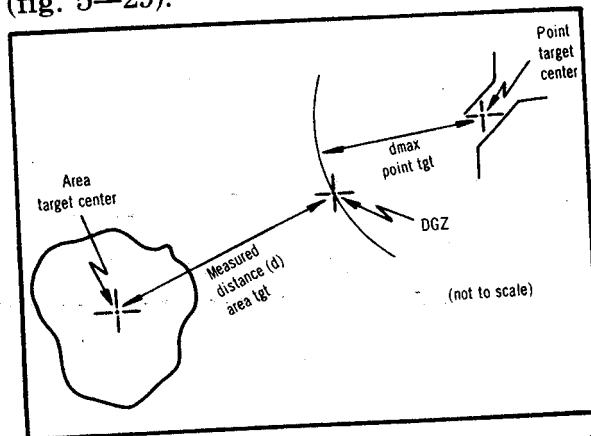 (fig. 5—29).
Point
target
center
dmax
point tgt
Area
target center
DGZ
Measured
distance (d)
area tgt
(not to scale)